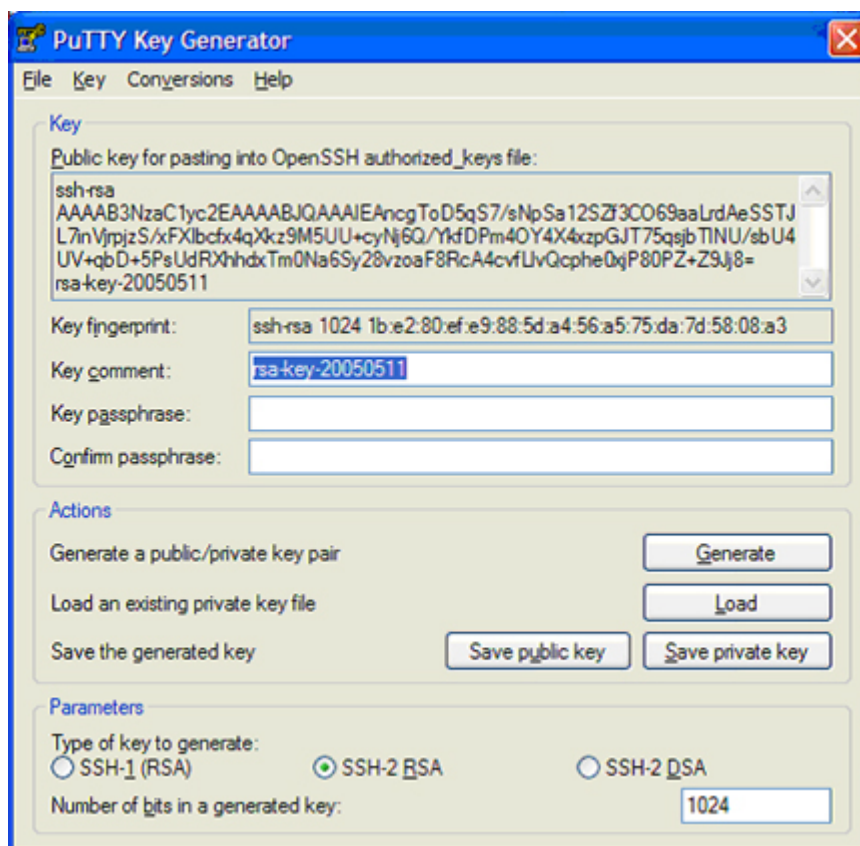 PuTTY Key Generator
File Key Conversions Help
Key
Public key for pasting into OpenSSH authorized_keys file:
ssh-rsa
AAAAB3NzaC1yc2EAAAABJQAAAIEAncgToD5qS7/sNpSa12SZf3CO69aaLrdAeSSTJ
L7inVjrpjzS/xFXlbcfx4qXkz9M5UU+cyNj6Q/YkfDPm4OY4X4xzpGJT75qsjbTlNU/sbU4
UV+qbD+5PsUdRXhhdxTm0Na6Sy28vzoaF8RcA4cvfLlvQcphe0xjP80PZ+Z9Jj8=
rsa-key-20050511
Key fingerprint: ssh-rsa 1024 1b:e2:80:ef:e9:88:5d:a4:56:a5:75:da:7d:58:08:a3
Key comment: rsa-key-20050511
Key passphrase:
Confirm passphrase:
Actions
Generate a public/private key pair Generate
Load an existing private key file Load
Save the generated key Save public key Save private key
Parameters
Type of key to generate:
SSH-1 (RSA) SSH-2 RSA SSH-2 DSA
Number of bits in a generated key: 1024